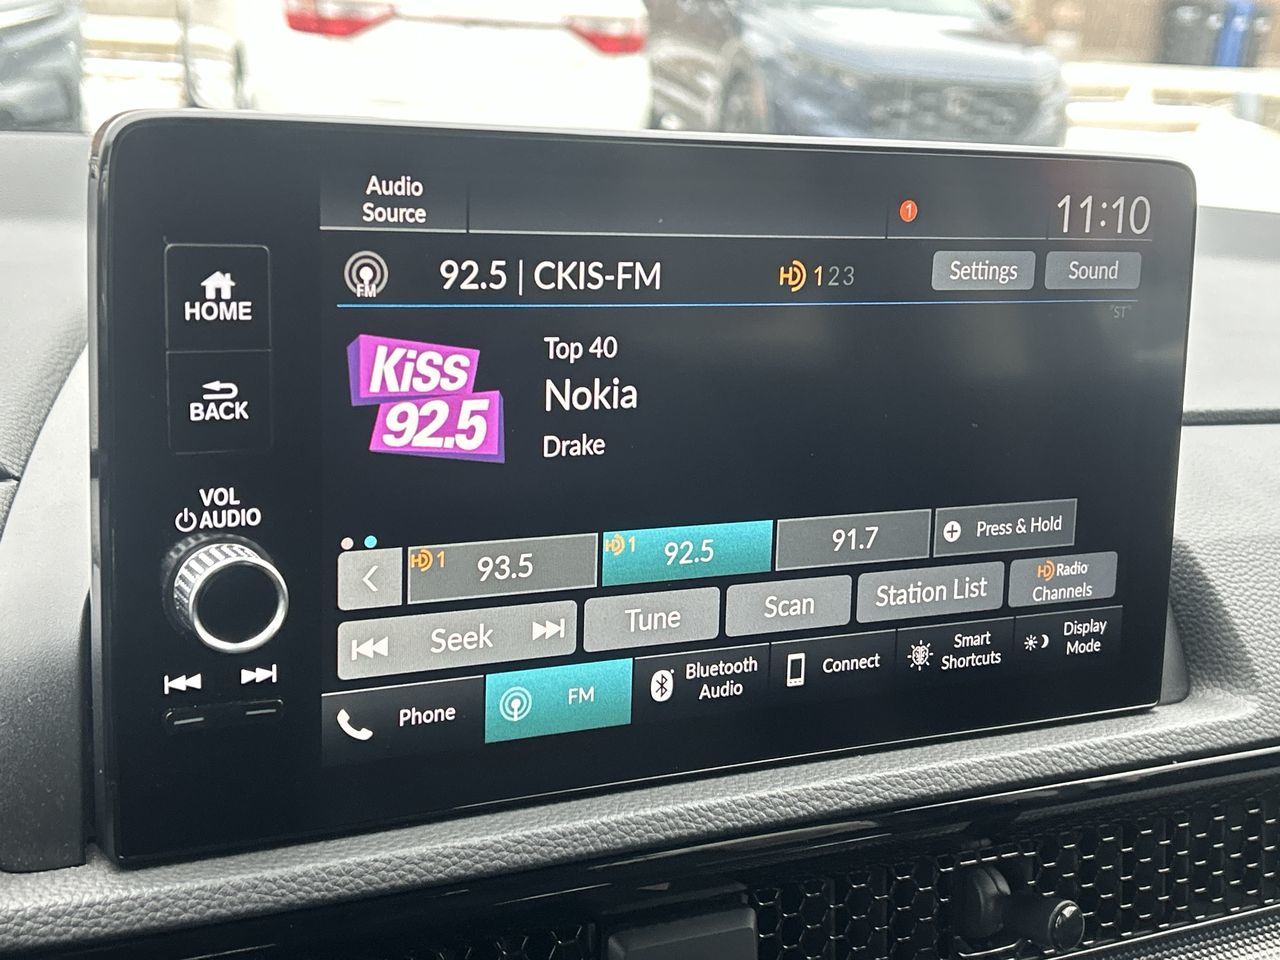 Audio
Source
1
11:10
FM
92.5 | CKIS-FM
HD 1 2 3
Settings
Sound
"ST"
HOME
BACK
VOL
AUDIO
KiSS
92.5
Top 40
Nokia
Drake
HD 1 93.5
HD 1 92.5
91.7
Press & Hold
Seek
Tune
Scan
Station List
HD Radio
Channels
Phone
FM
Bluetooth
Audio
Connect
Smart
Shortcuts
Display
Mode